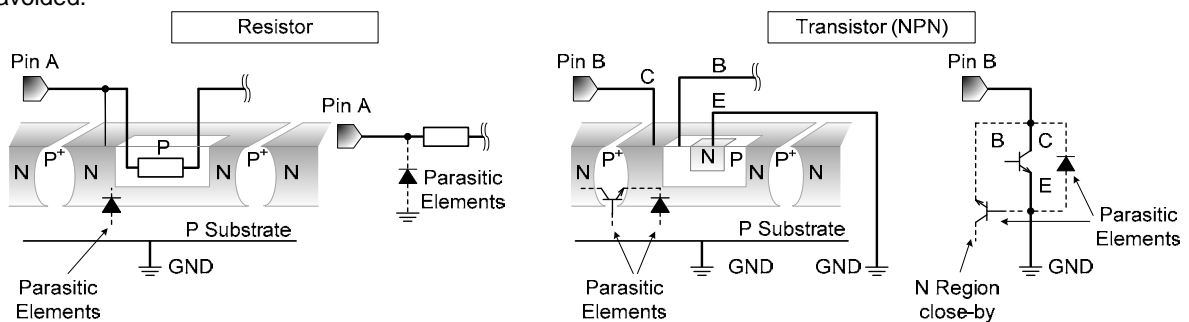 avoided.
Resistor
Transistor (NPN)
Pin A
Pin A
P
N
P+
N
N
P+
N
Parasitic
Elements
P Substrate
GND
Parasitic
Elements
Pin B
C
B
E
N
P+
N
N
P
N
P+
N
P Substrate
GND
GND
Parasitic
Elements
Pin B
B
C
E
Parasitic
Elements
GND
N Region
close-by